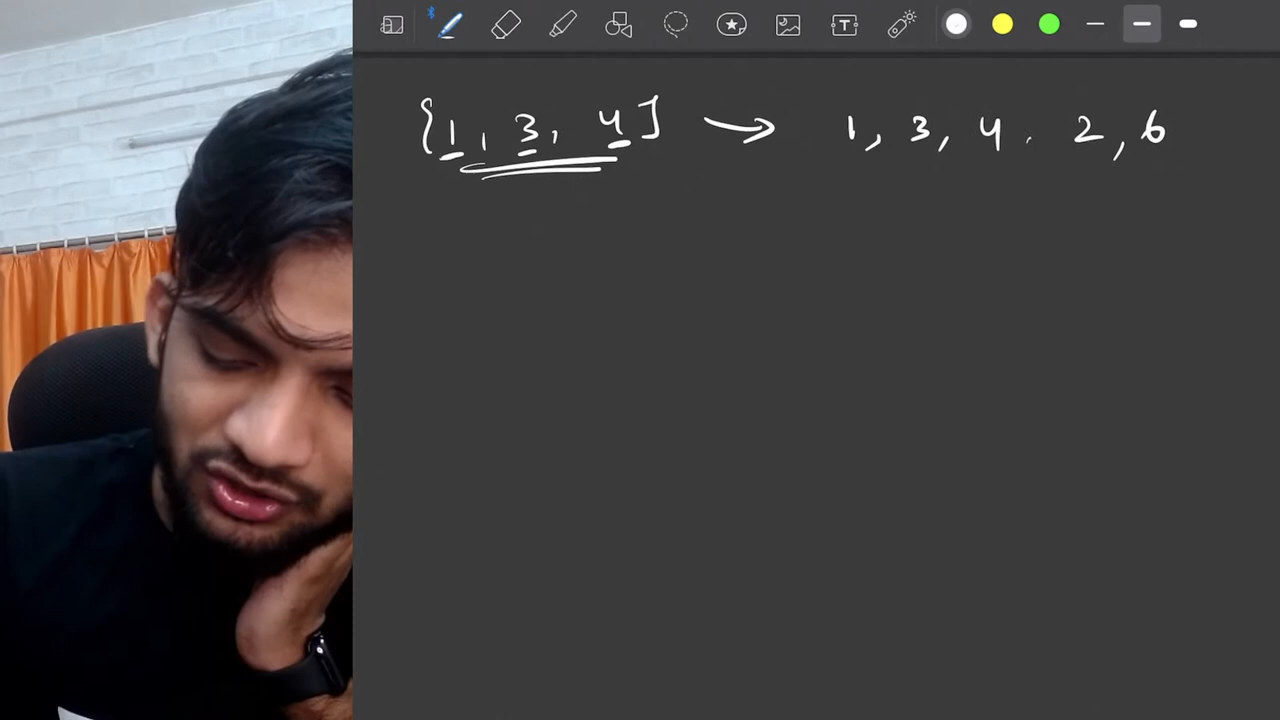 {1, 3, 4] → 1, 3, 4. 2, 6